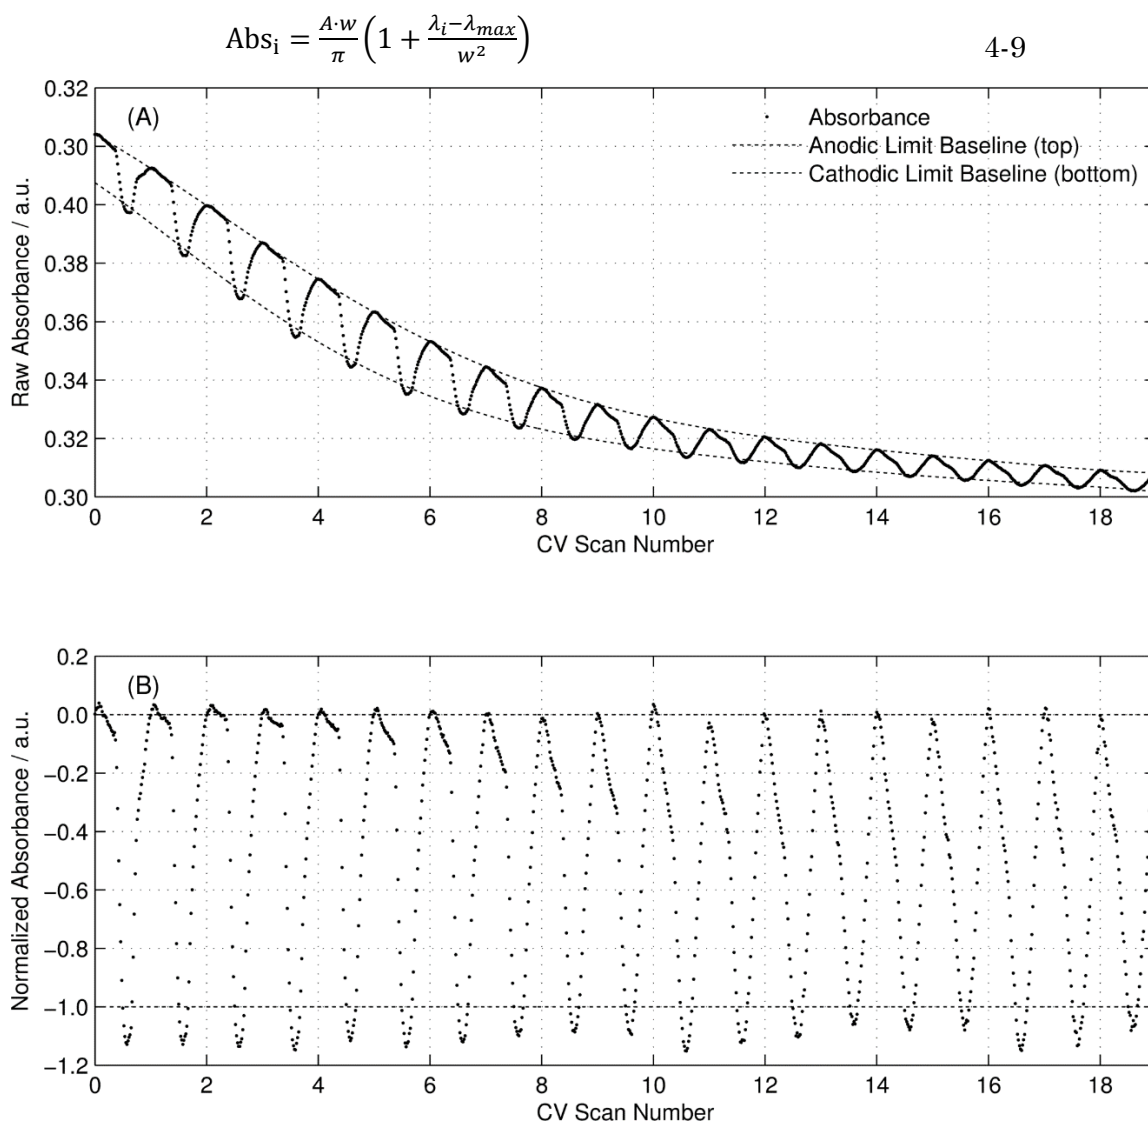 Abs_i = A·w/π (1 + λ_i−λ_max/w²)
4-9
(A)
Absorbance
Anodic Limit Baseline (top)
Cathodic Limit Baseline (bottom)
Raw Absorbance / a.u.
0.32
0.30
0.40
0.38
0.36
0.34
0.32
0.30
0 2 4 6 8 10 12 14 16 18
CV Scan Number
(B)
Normalized Absorbance / a.u.
0.2
0.0
−0.2
−0.4
−0.6
−0.8
−1.0
−1.2
0 2 4 6 8 10 12 14 16 18
CV Scan Number